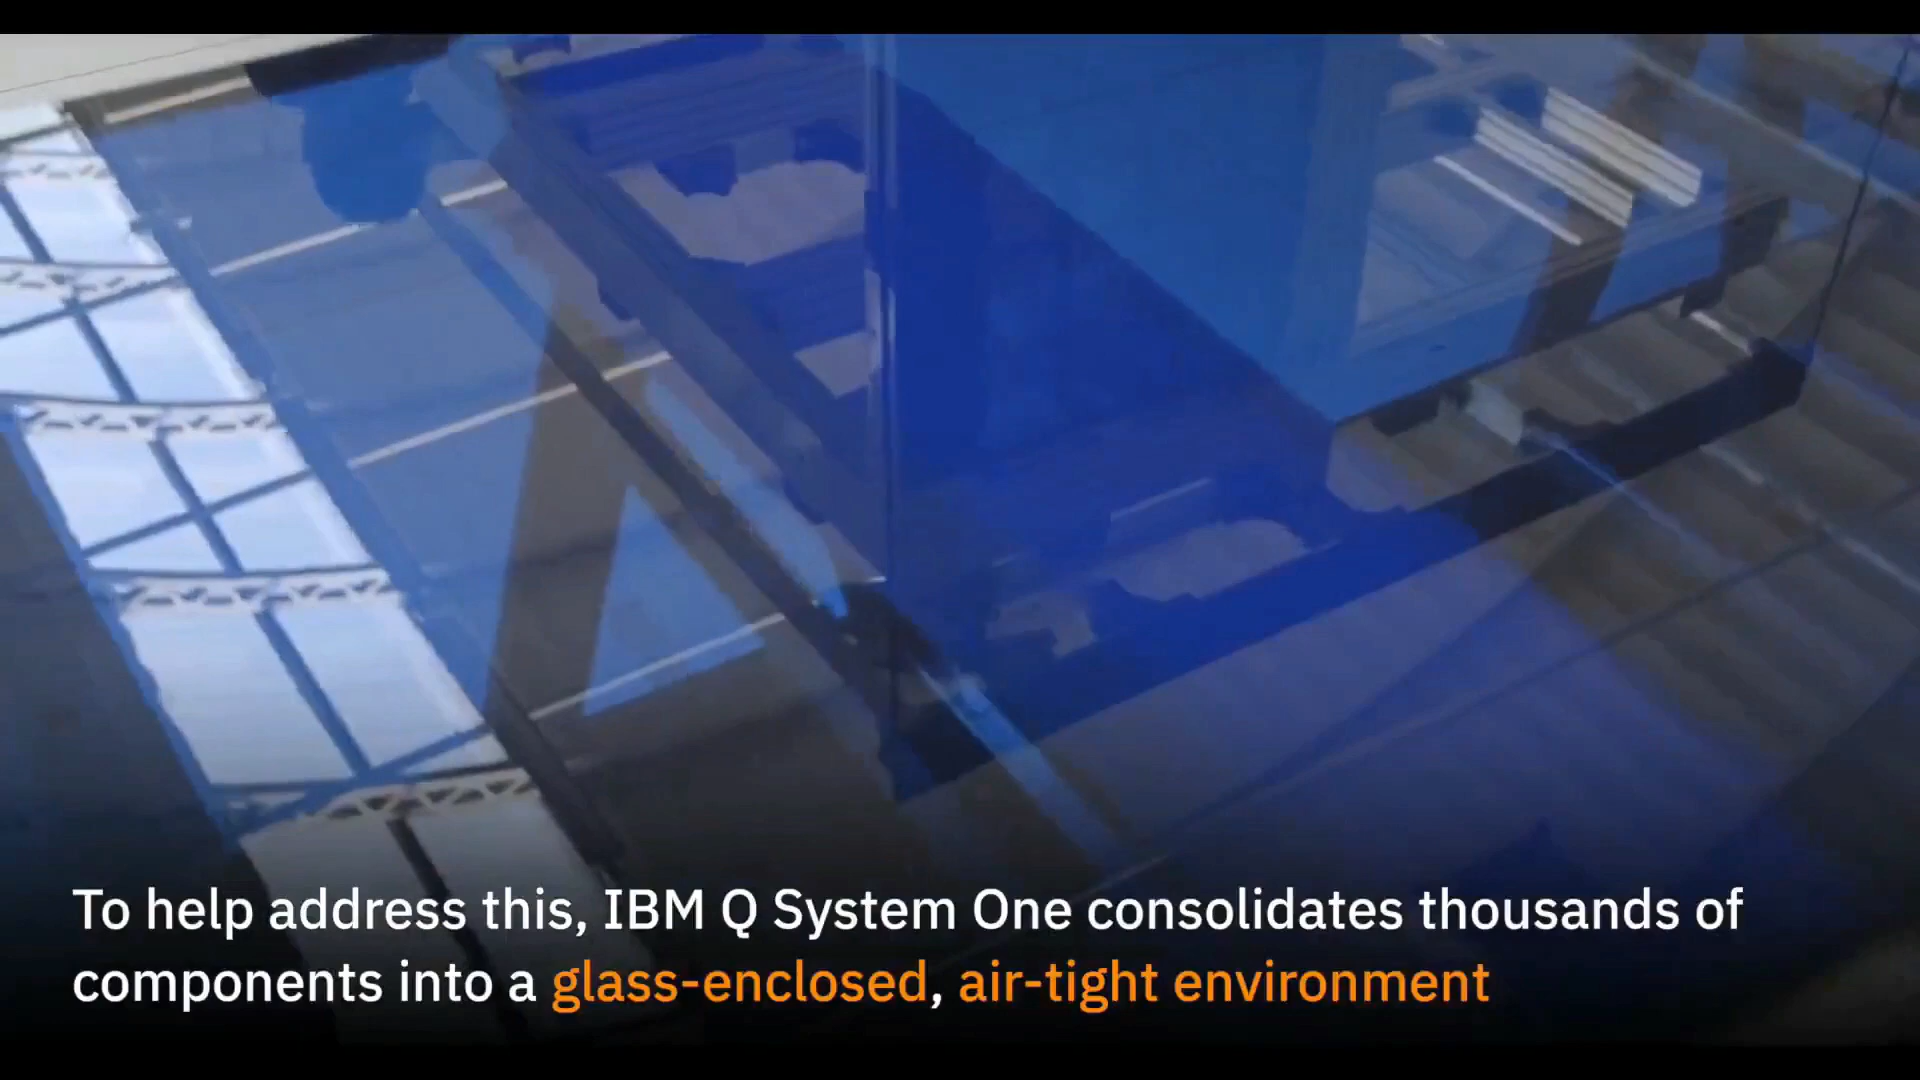 To help address this, IBM Q System One consolidates thousands of
components into a glass-enclosed, air-tight environment